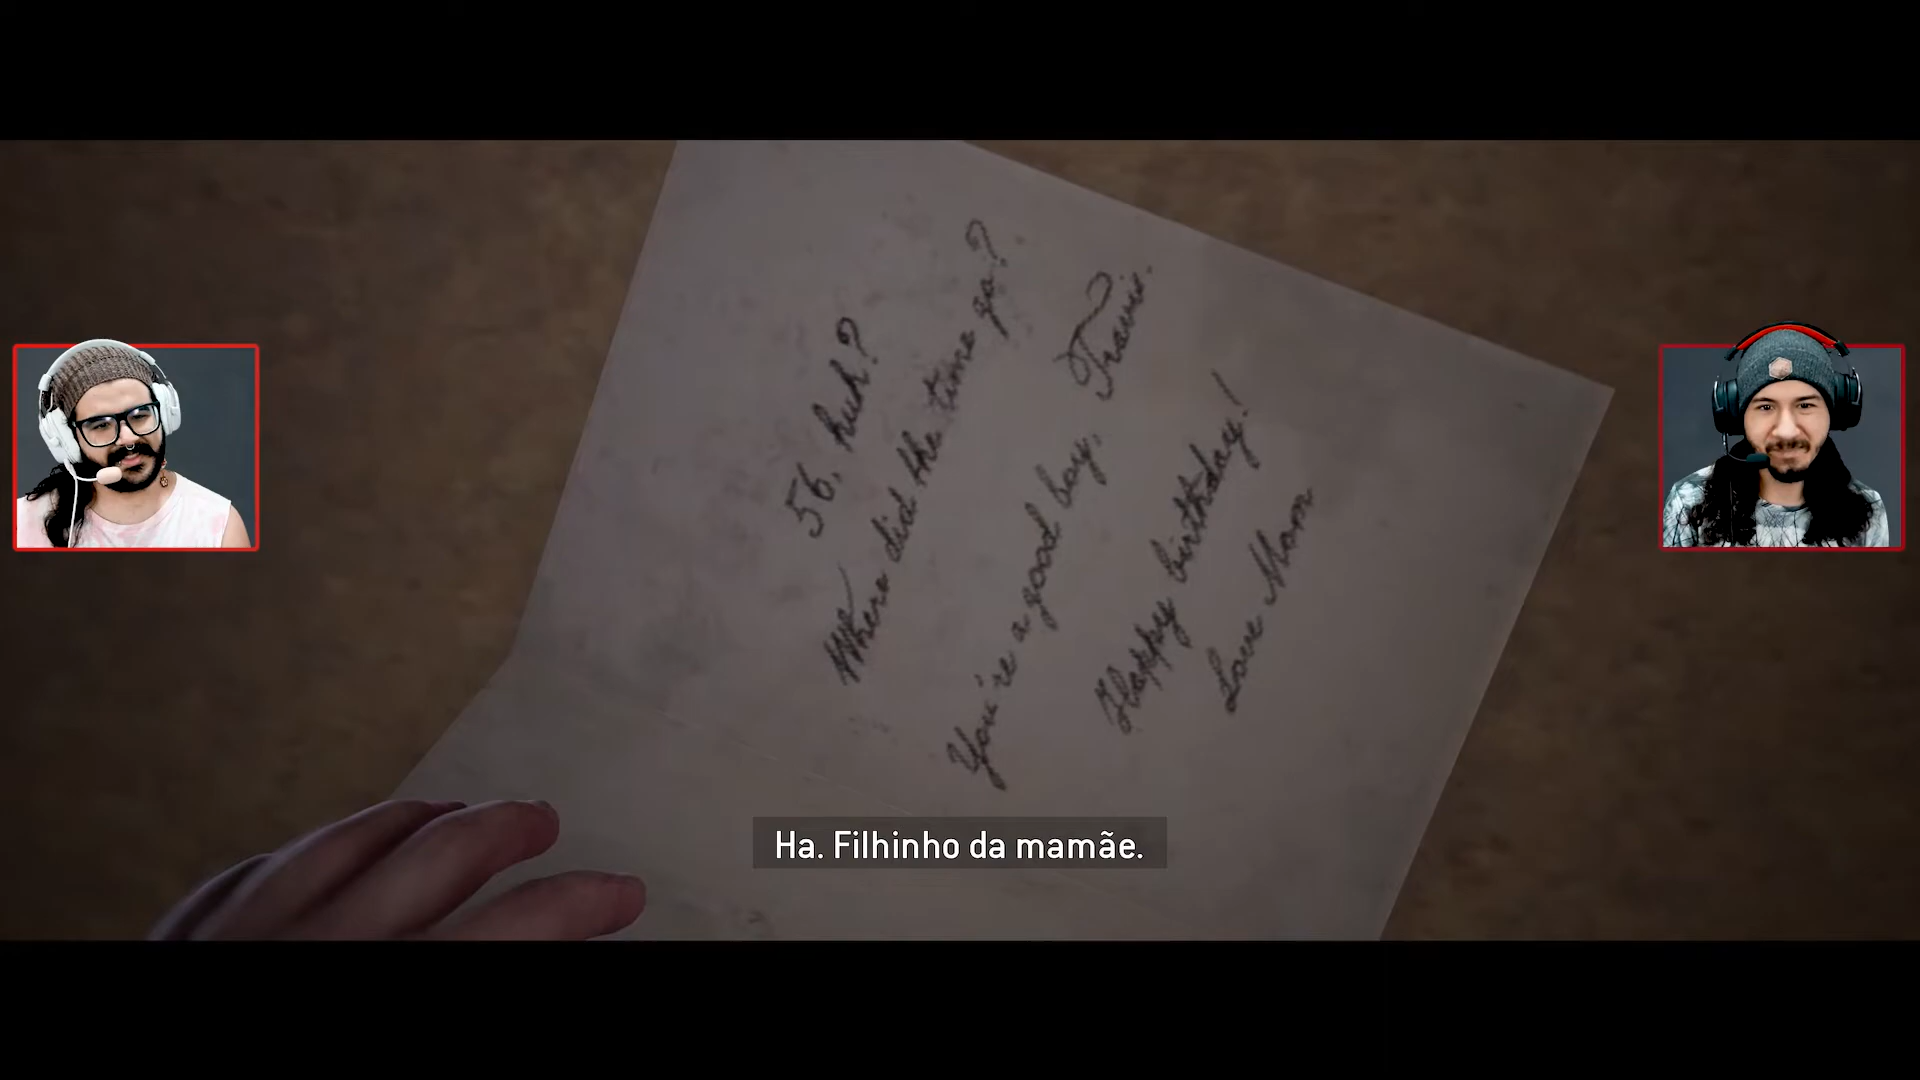 56, huh?
Where did the time go?
You're a good boy, Travis.
Happy birthday!
Love Mom
Ha. Filhinho da mamãe.